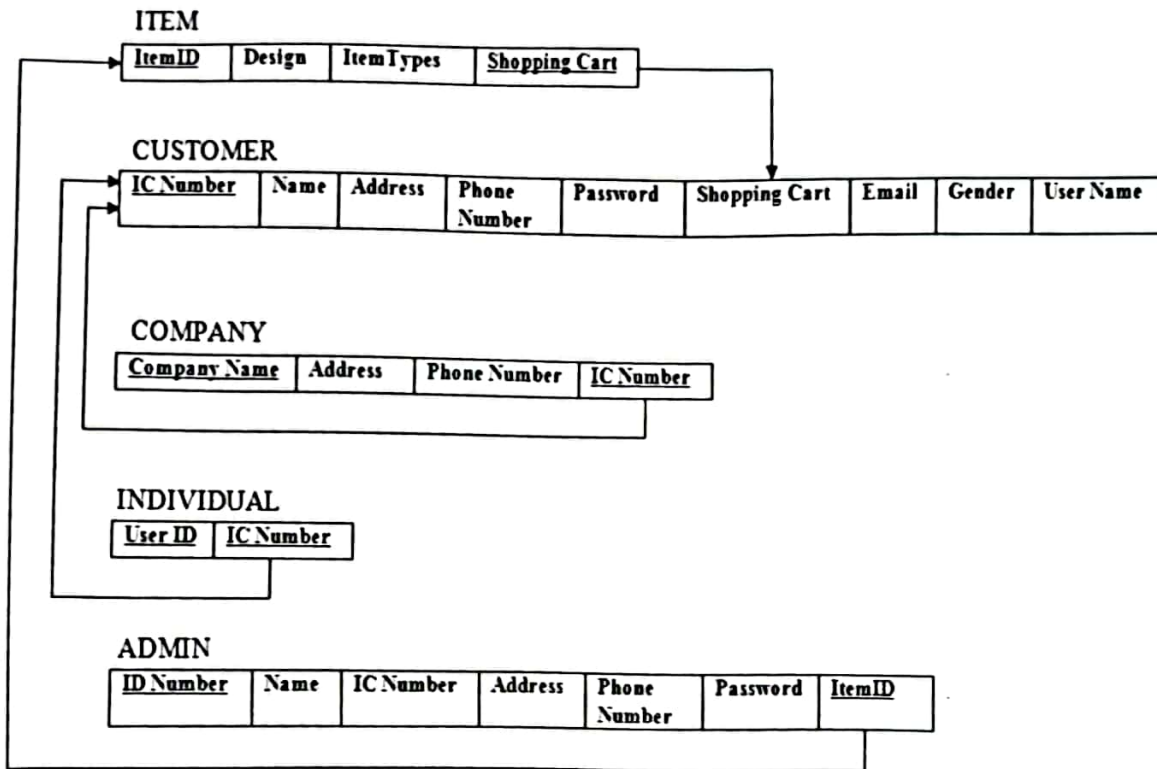 ITEM
ItemID Design ItemTypes Shopping Cart
CUSTOMER
IC Number Name Address Phone Number Password Shopping Cart Email Gender User Name
COMPANY
Company Name Address Phone Number IC Number
INDIVIDUAL
User ID IC Number
ADMIN
ID Number Name IC Number Address Phone Number Password ItemID